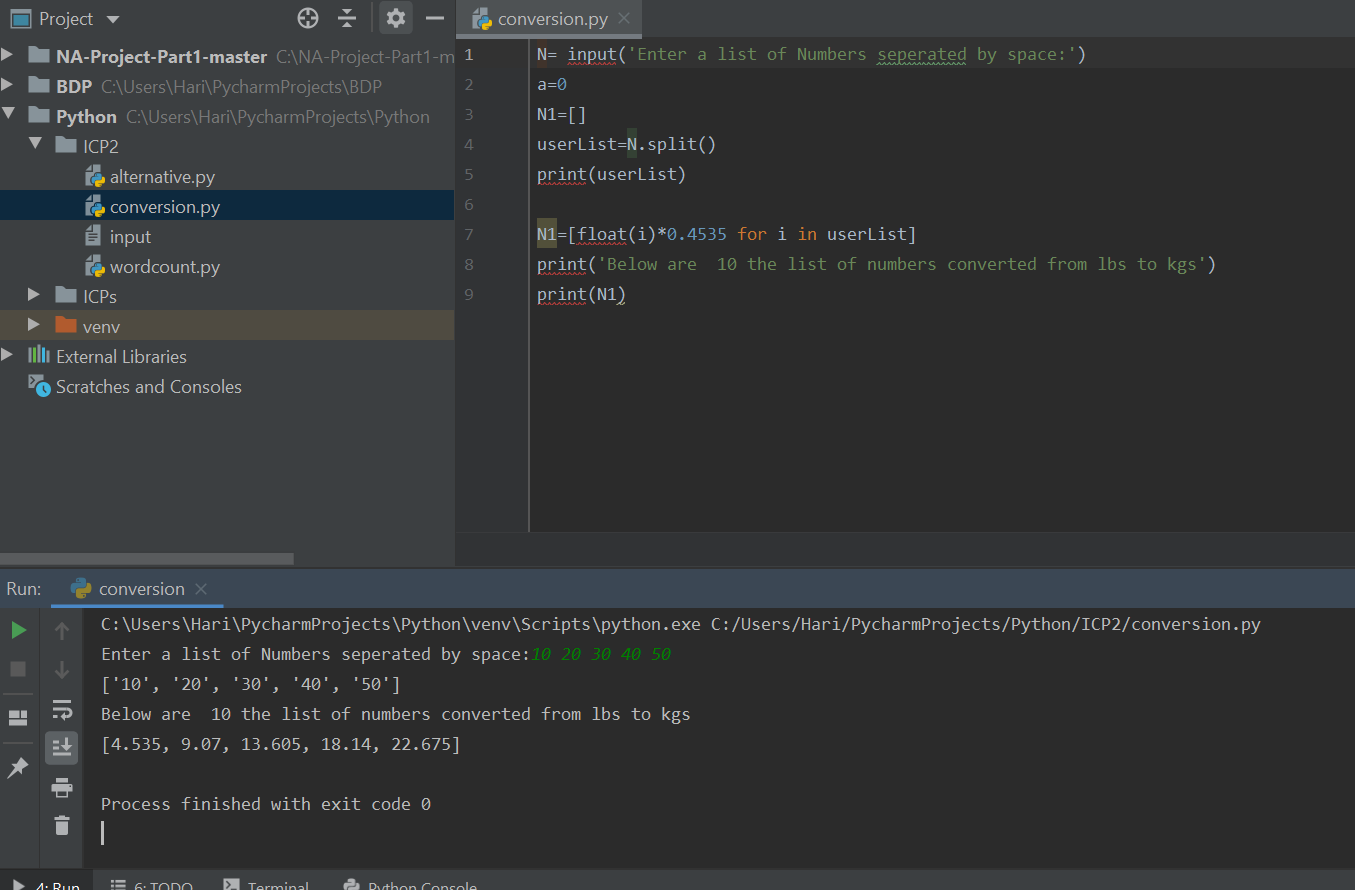 Project
conversion.py
NA-Project-Part1-master C:\NA-Project-Part1-m
BDP C:\Users\Hari\PycharmProjects\BDP
Python C:\Users\Hari\PycharmProjects\Python
ICP2
alternative.py
conversion.py
input
wordcount.py
ICPs
venv
External Libraries
Scratches and Consoles
1 N= input('Enter a list of Numbers seperated by space:')
2 a=0
3 N1=[]
4 userList=N.split()
5 print(userList)
6
7 N1=[float(i)*0.4535 for i in userList]
8 print('Below are  10 the list of numbers converted from lbs to kgs')
9 print(N1)
Run: conversion
C:\Users\Hari\PycharmProjects\Python\venv\Scripts\python.exe C:/Users/Hari/PycharmProjects/Python/ICP2/conversion.py
Enter a list of Numbers seperated by space:10 20 30 40 50
['10', '20', '30', '40', '50']
Below are  10 the list of numbers converted from lbs to kgs
[4.535, 9.07, 13.605, 18.14, 22.675]
Process finished with exit code 0
4: Run 6: TODO Terminal Python Console